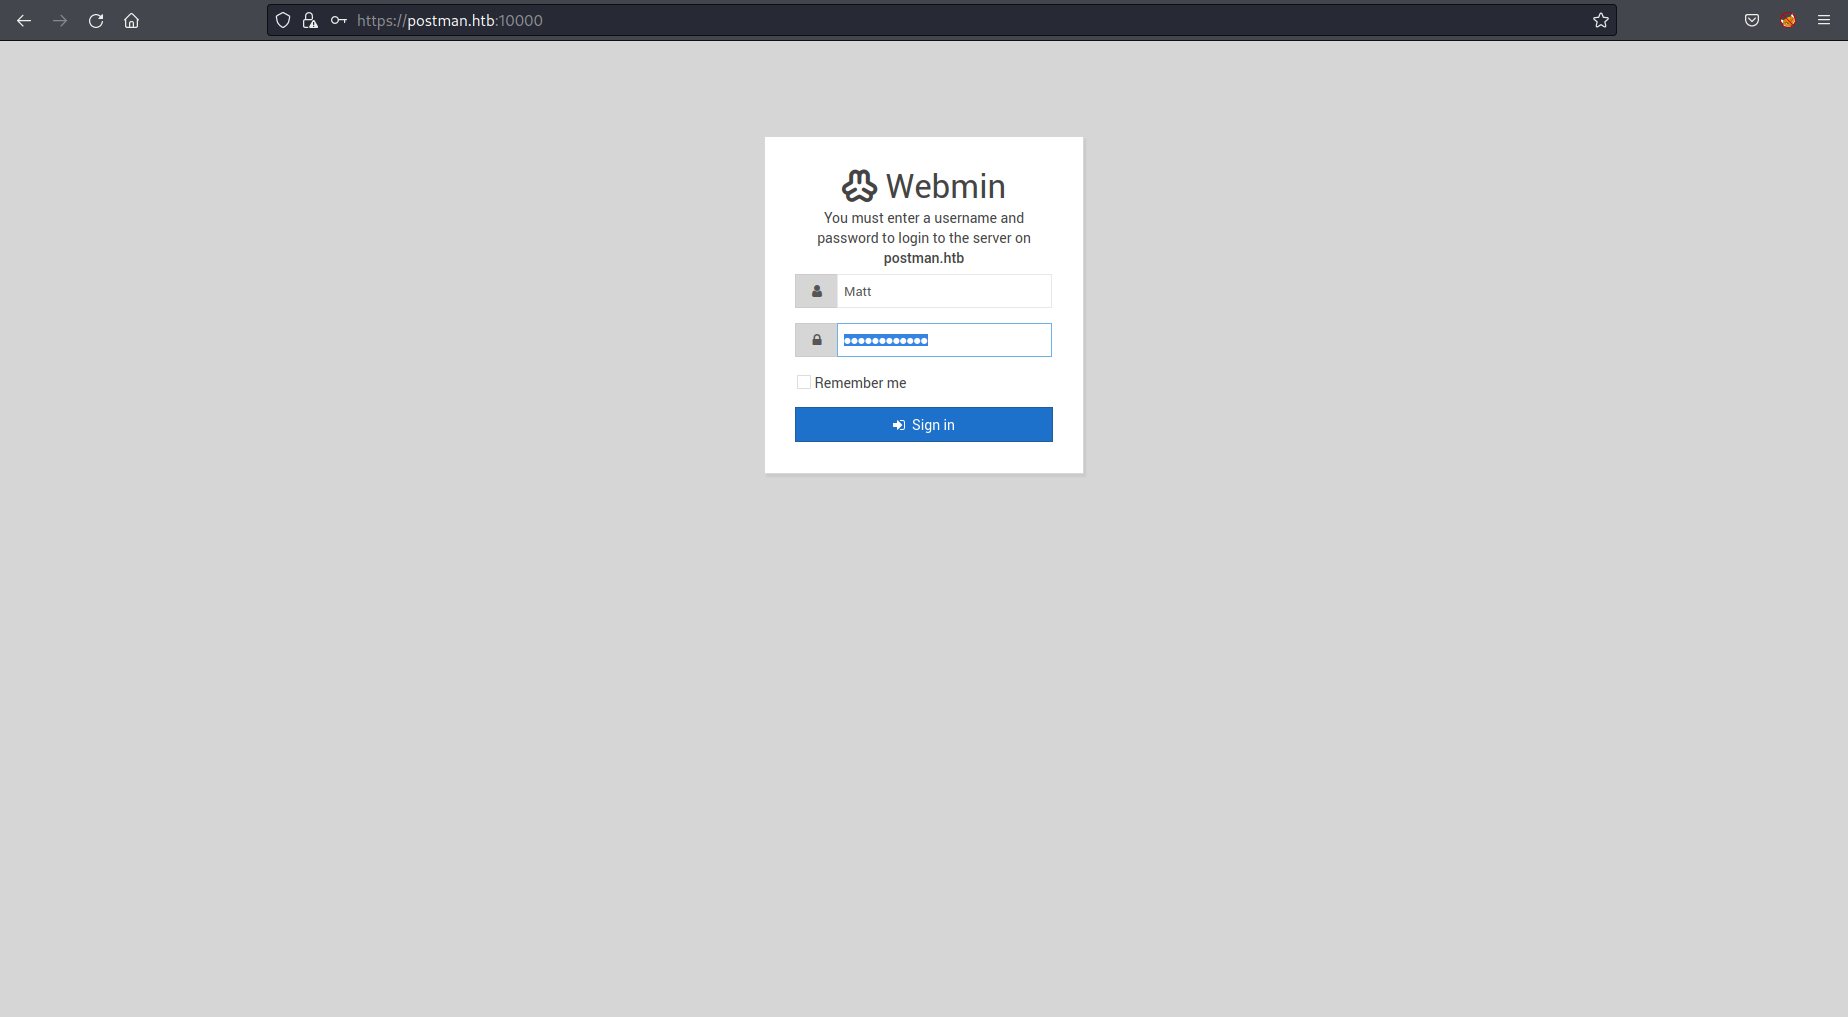 https://postman.htb:10000
Webmin
You must enter a username and
password to login to the server on
postman.htb
Matt
••••••••••••
Remember me
Sign in